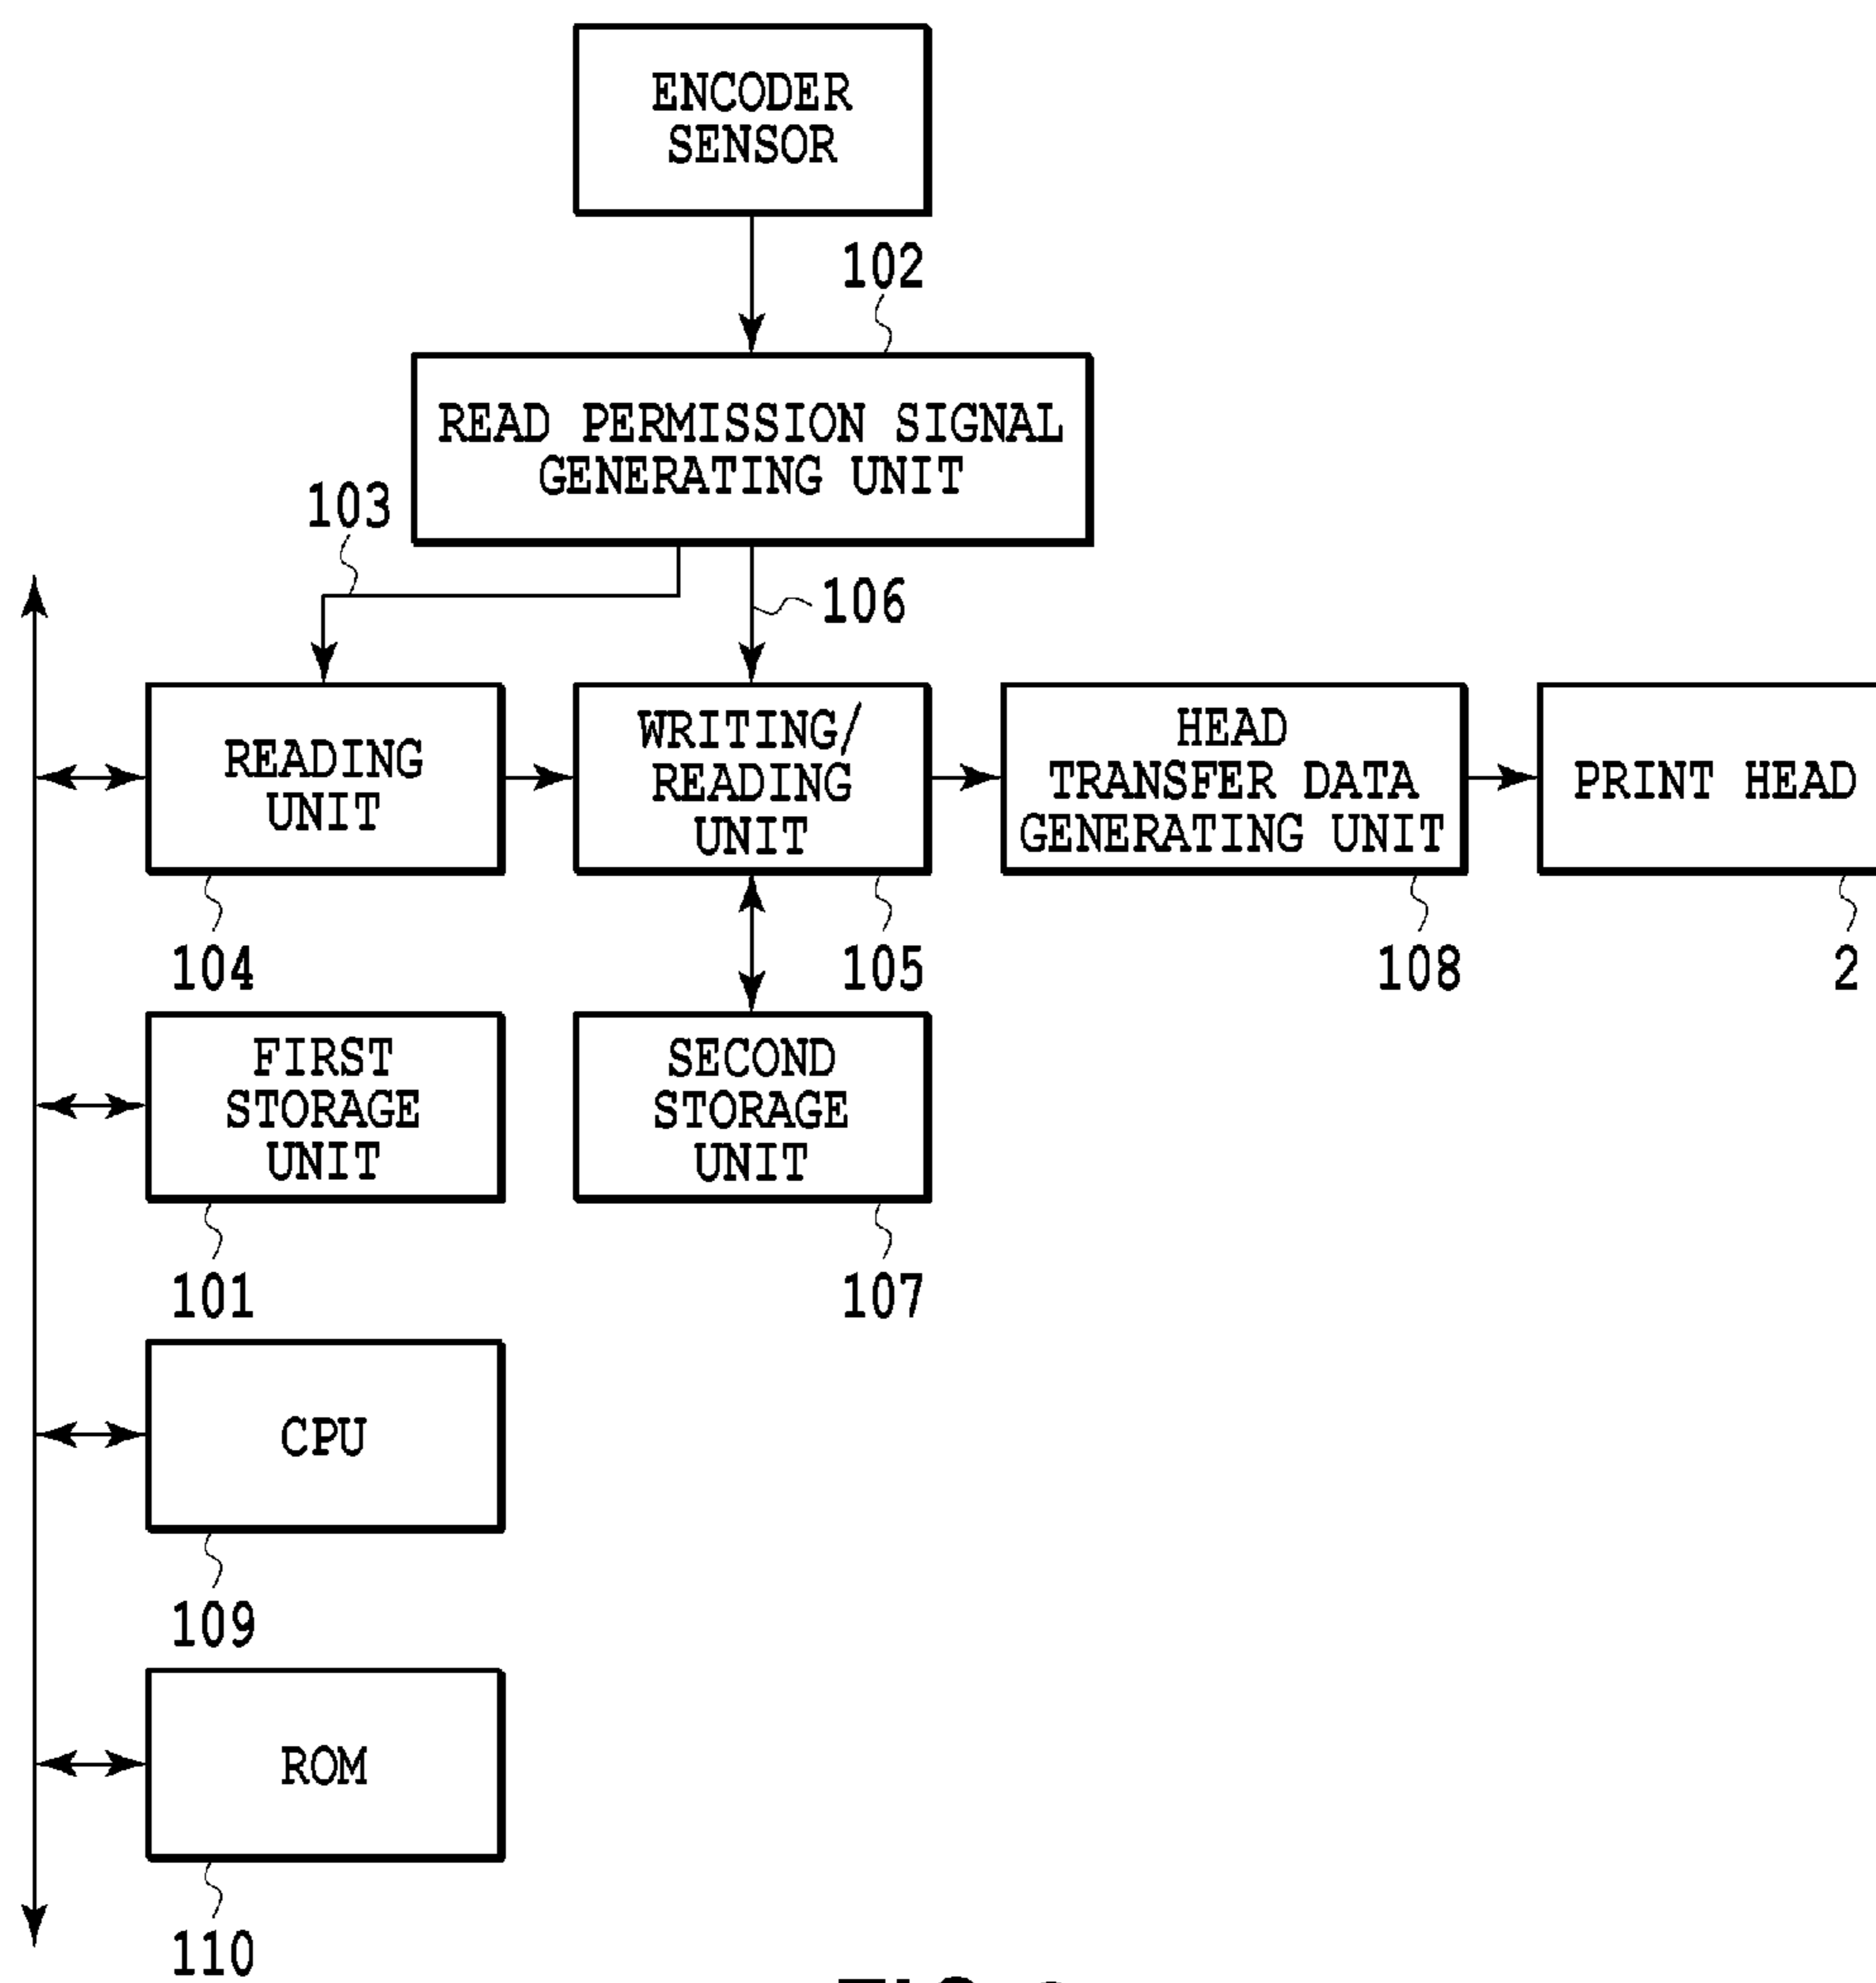 ENCODER
SENSOR
102
READ PERMISSION SIGNAL
GENERATING UNIT
103
106
READING
UNIT
WRITING/
READING
UNIT
HEAD
TRANSFER DATA
GENERATING UNIT
PRINT HEAD
104
105
108
2
FIRST
STORAGE
UNIT
SECOND
STORAGE
UNIT
101
107
CPU
109
ROM
110